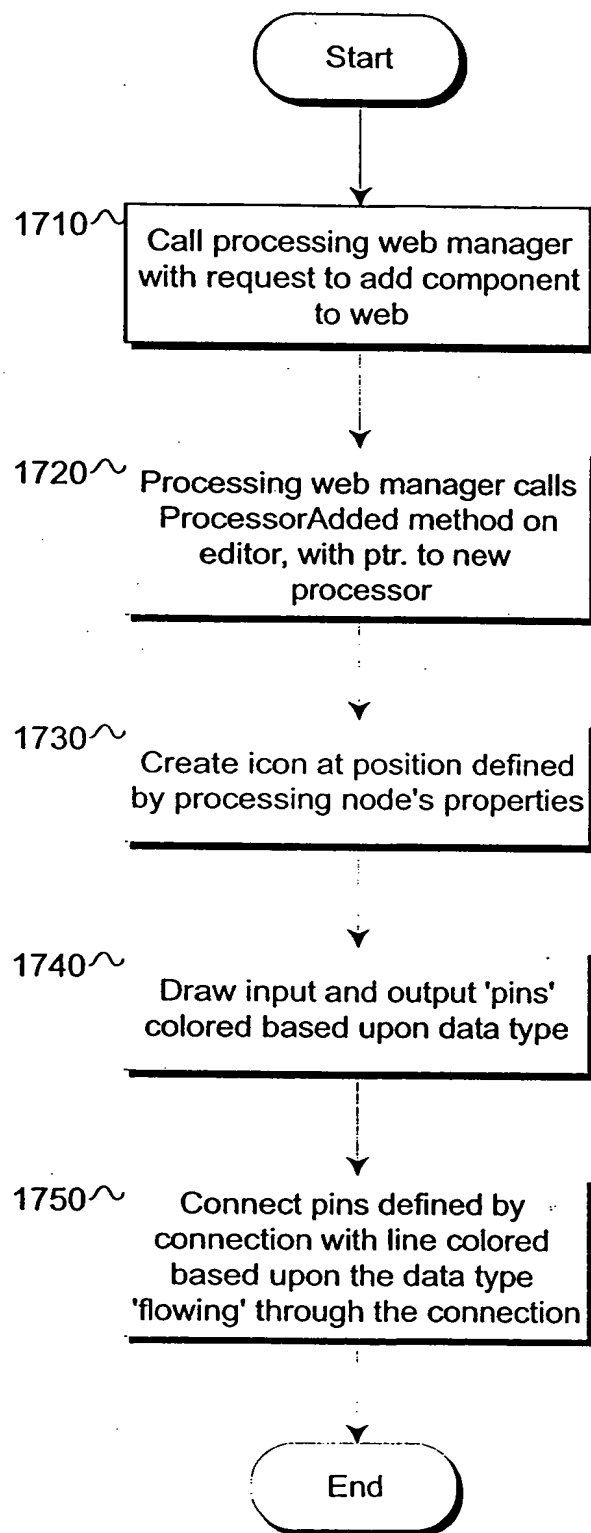 Start
1710
Call processing web manager
with request to add component
to web
1720
Processing web manager calls
ProcessorAdded method on
editor, with ptr. to new
processor
1730
Create icon at position defined
by processing node's properties
1740
Draw input and output 'pins'
colored based upon data type
1750
Connect pins defined by
connection with line colored
based upon the data type
'flowing' through the connection
End